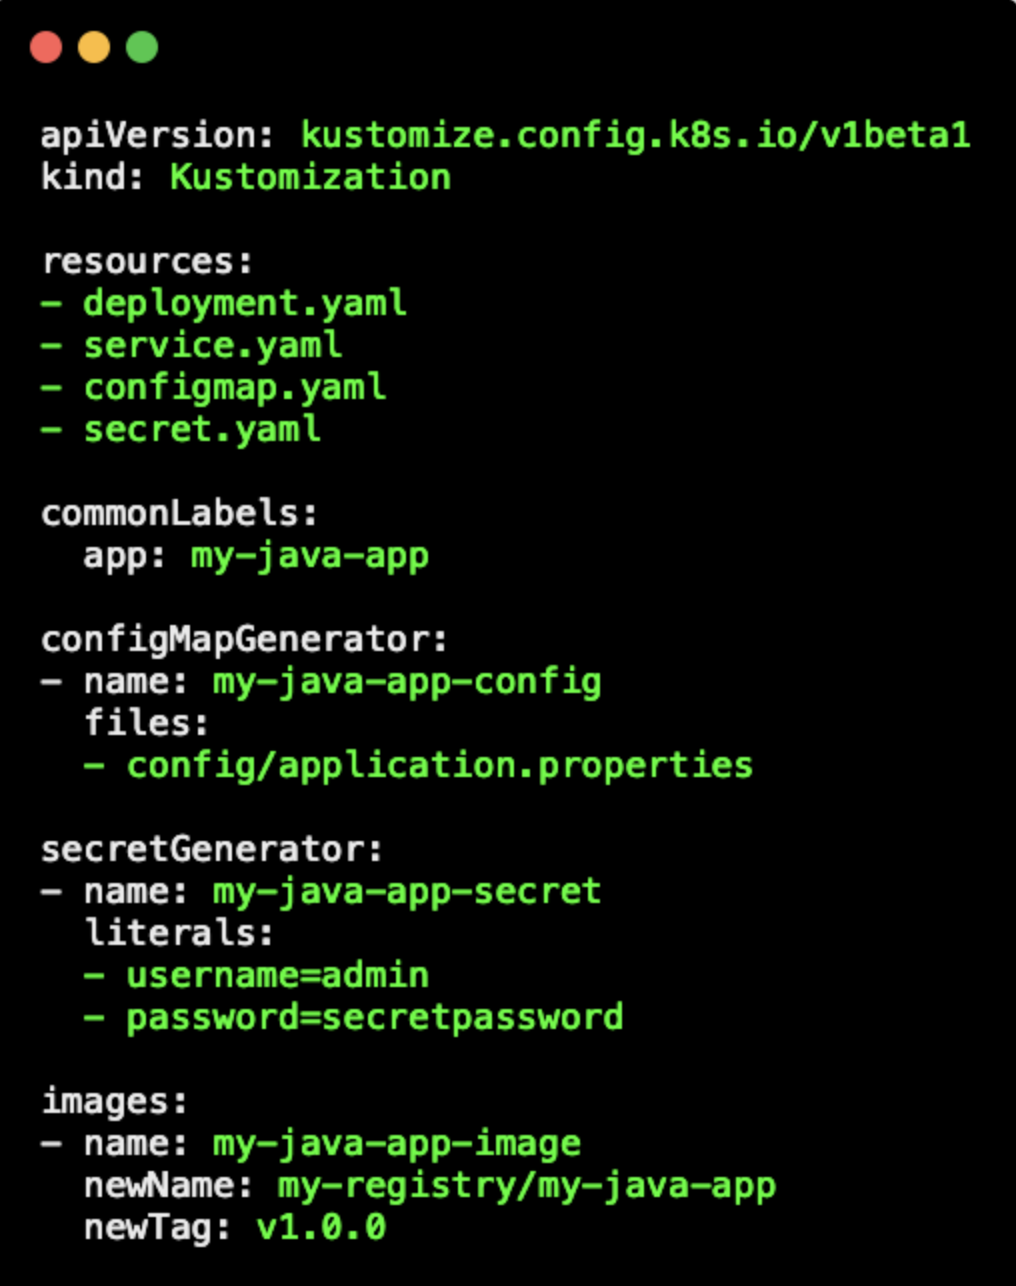 apiVersion: kustomize.config.k8s.io/v1beta1
kind: Kustomization
resources:
- deployment.yaml
- service.yaml
- configmap.yaml
- secret.yaml
commonLabels:
  app: my-java-app
configMapGenerator:
- name: my-java-app-config
  files:
  - config/application.properties
secretGenerator:
- name: my-java-app-secret
  literals:
  - username=admin
  - password=secretpassword
images:
- name: my-java-app-image
  newName: my-registry/my-java-app
  newTag: v1.0.0